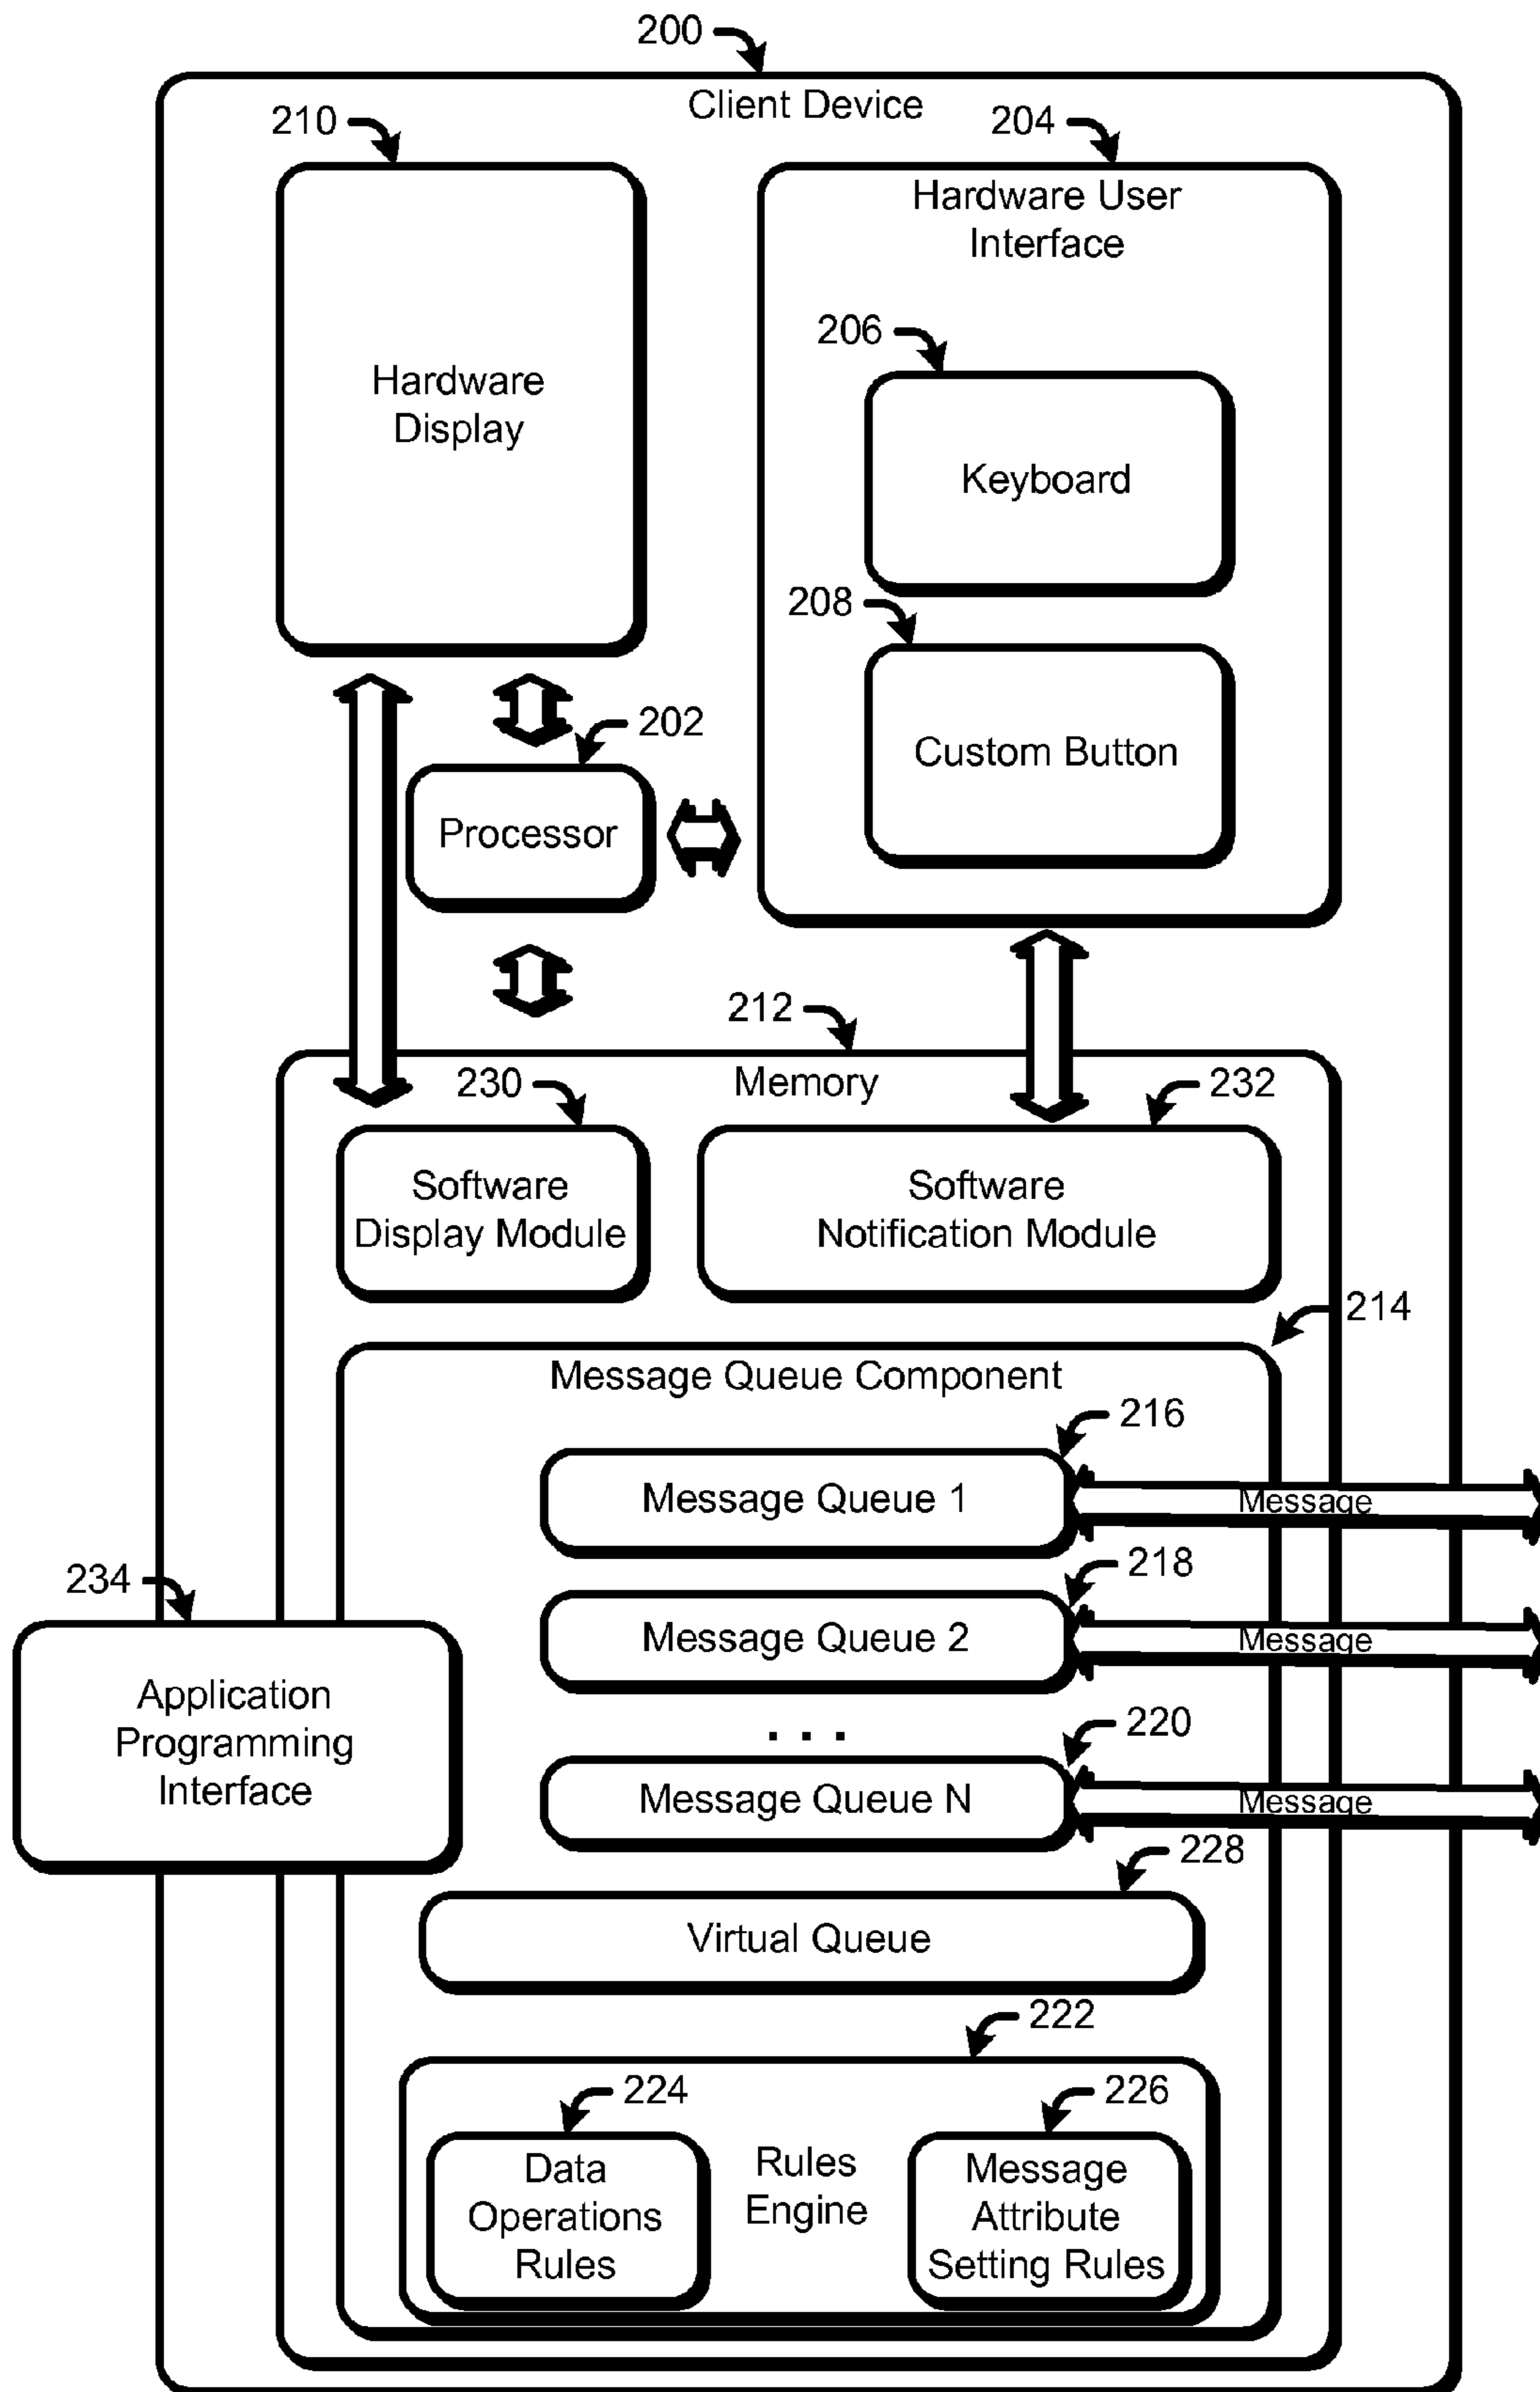 200
Client Device
210
204
Hardware User
Interface
206
Hardware
Display
Keyboard
208
202
Custom Button
Processor
212
Memory
230
232
Software
Display Module
Software
Notification Module
214
Message Queue Component
216
Message Queue 1
Message
234
218
Message Queue 2
Message
Application
Programming
Interface
. . .
220
Message Queue N
Message
228
Virtual Queue
222
224
226
Data
Operations
Rules
Rules
Engine
Message
Attribute
Setting Rules